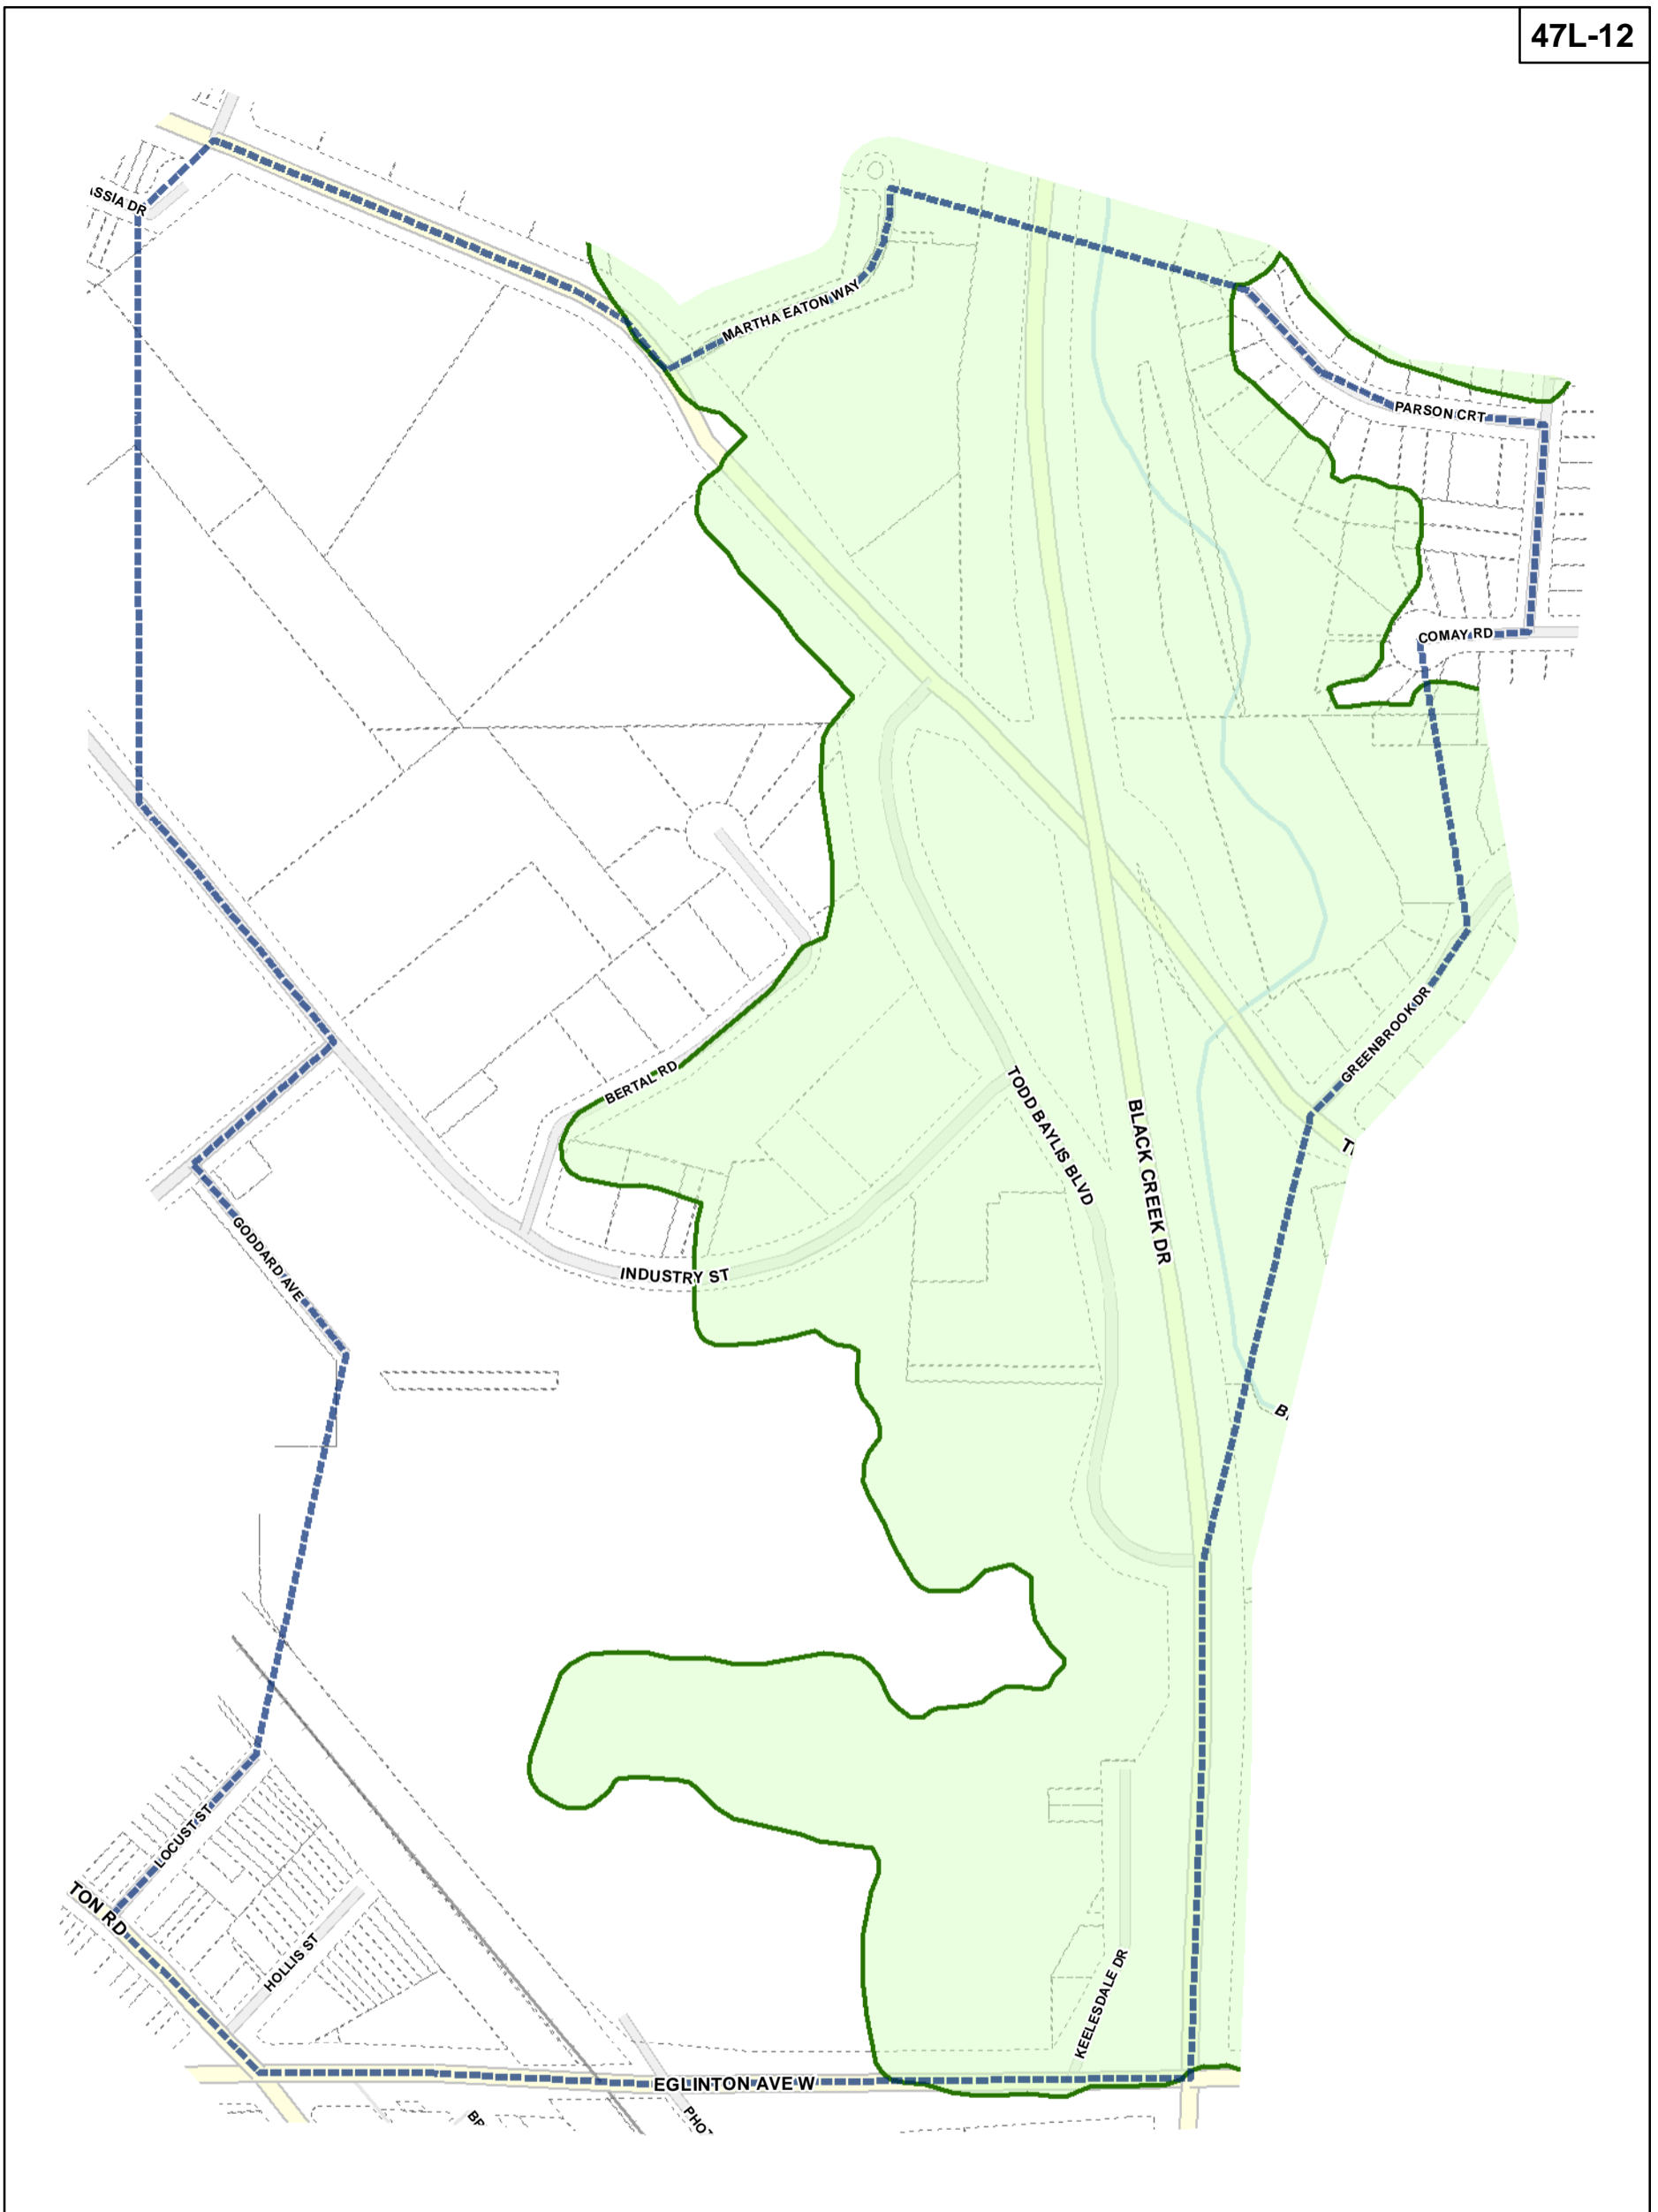 47L-12
ASSIA DR
MARTHA EATON WAY
PARSON CRT
COMAY RD
GREENBROOK DR
BERTAL RD
TODD BAYLIS BLVD
BLACK CREEK DR
GODDARD AVE
INDUSTRY ST
LOCUST ST
TON RD
HOLLIS ST
KEELESDALE DR
EGLINTON AVE W